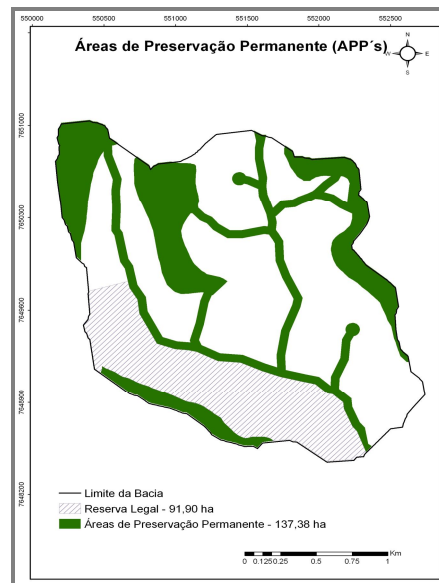 550000 550500 551000 551500 552000 552500
Áreas de Preservação Permanente (APP´s)
N
W E
S
7651000
7650300
7649600
7648906
7648200
Limite da Bacia
Reserva Legal - 91,90 ha
Áreas de Preservação Permanente - 137,38 ha
Km
0 0.1250.25 0.5 0.75 1